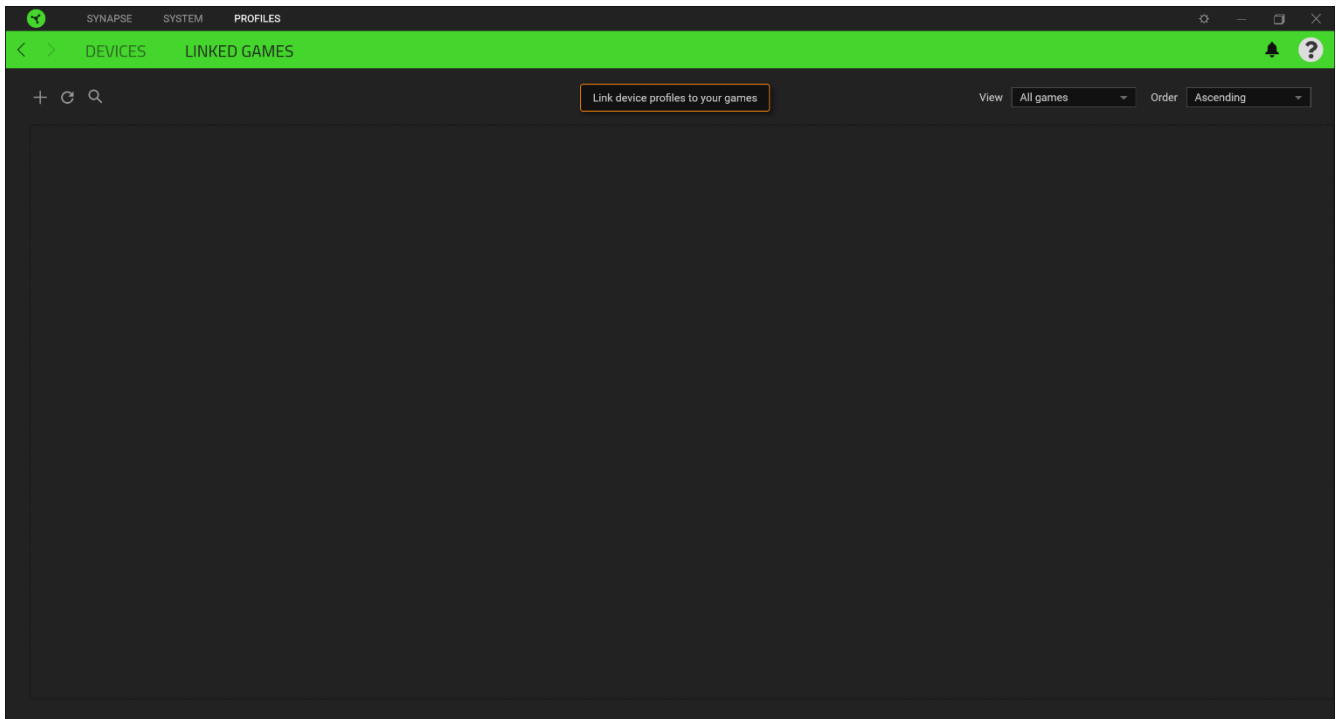 SYNAPSE SYSTEM PROFILES
DEVICES LINKED GAMES
?
Link device profiles to your games
View All games Order Ascending